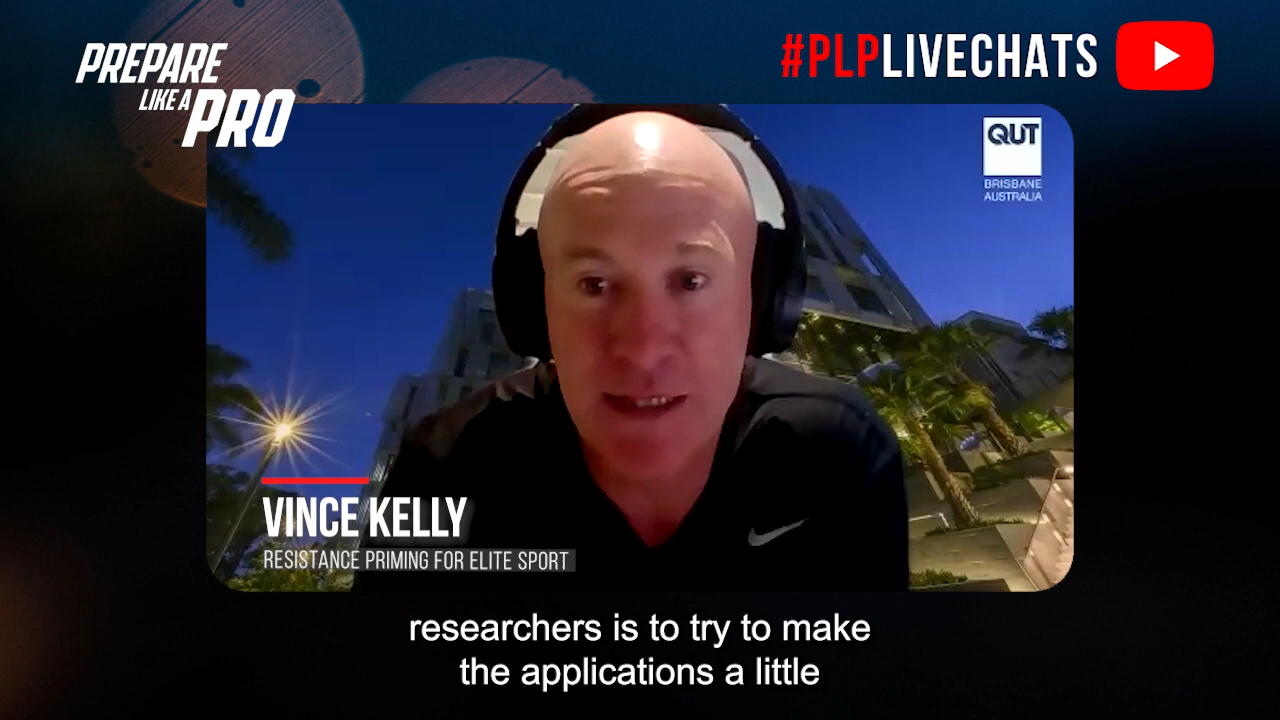 PREPARE
LIKE A
PRO
#PLPLIVECHATS
QUT
BRISBANE
AUSTRALIA
VINCE KELLY
RESISTANCE PRIMING FOR ELITE SPORT
researchers is to try to make
the applications a little